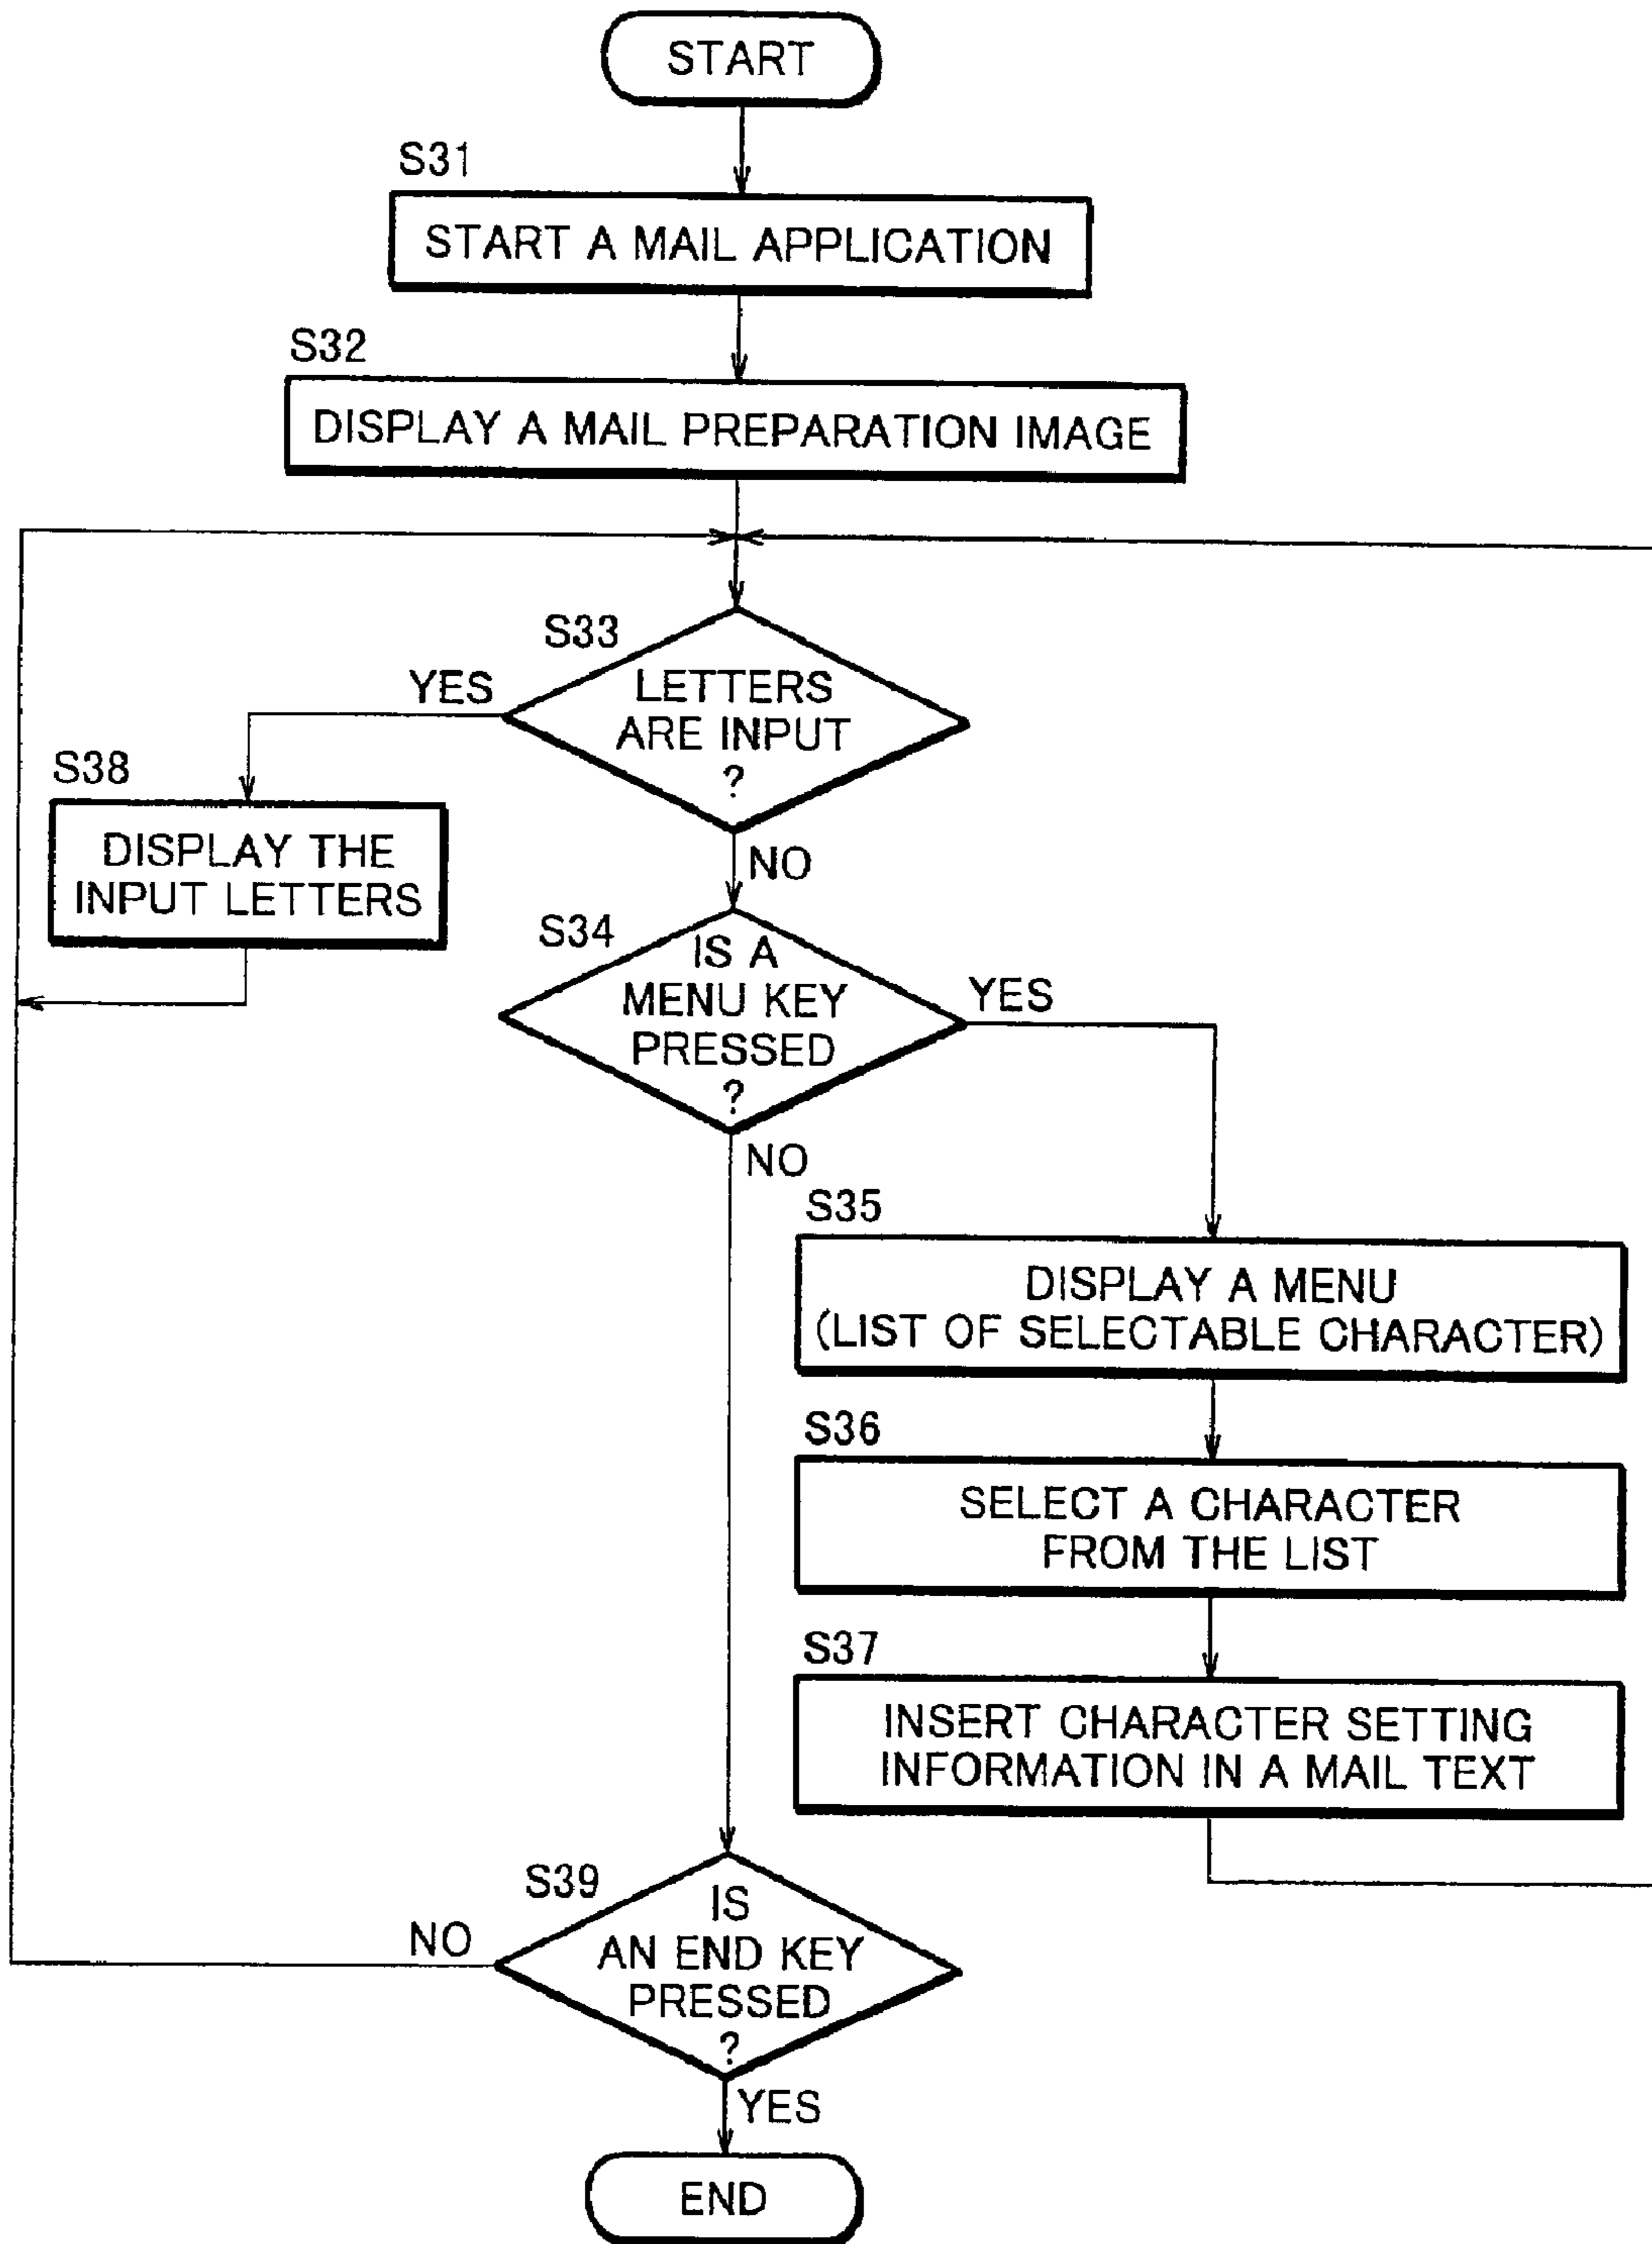 START
S31
START A MAIL APPLICATION
S32
DISPLAY A MAIL PREPARATION IMAGE
S33
LETTERS
ARE INPUT
?
YES
S38
DISPLAY THE
INPUT LETTERS
NO
S34
IS A
MENU KEY
PRESSED
?
YES
NO
S35
DISPLAY A MENU
(LIST OF SELECTABLE CHARACTER)
S36
SELECT A CHARACTER
FROM THE LIST
S37
INSERT CHARACTER SETTING
INFORMATION IN A MAIL TEXT
S39
IS
AN END KEY
PRESSED
?
NO
YES
END